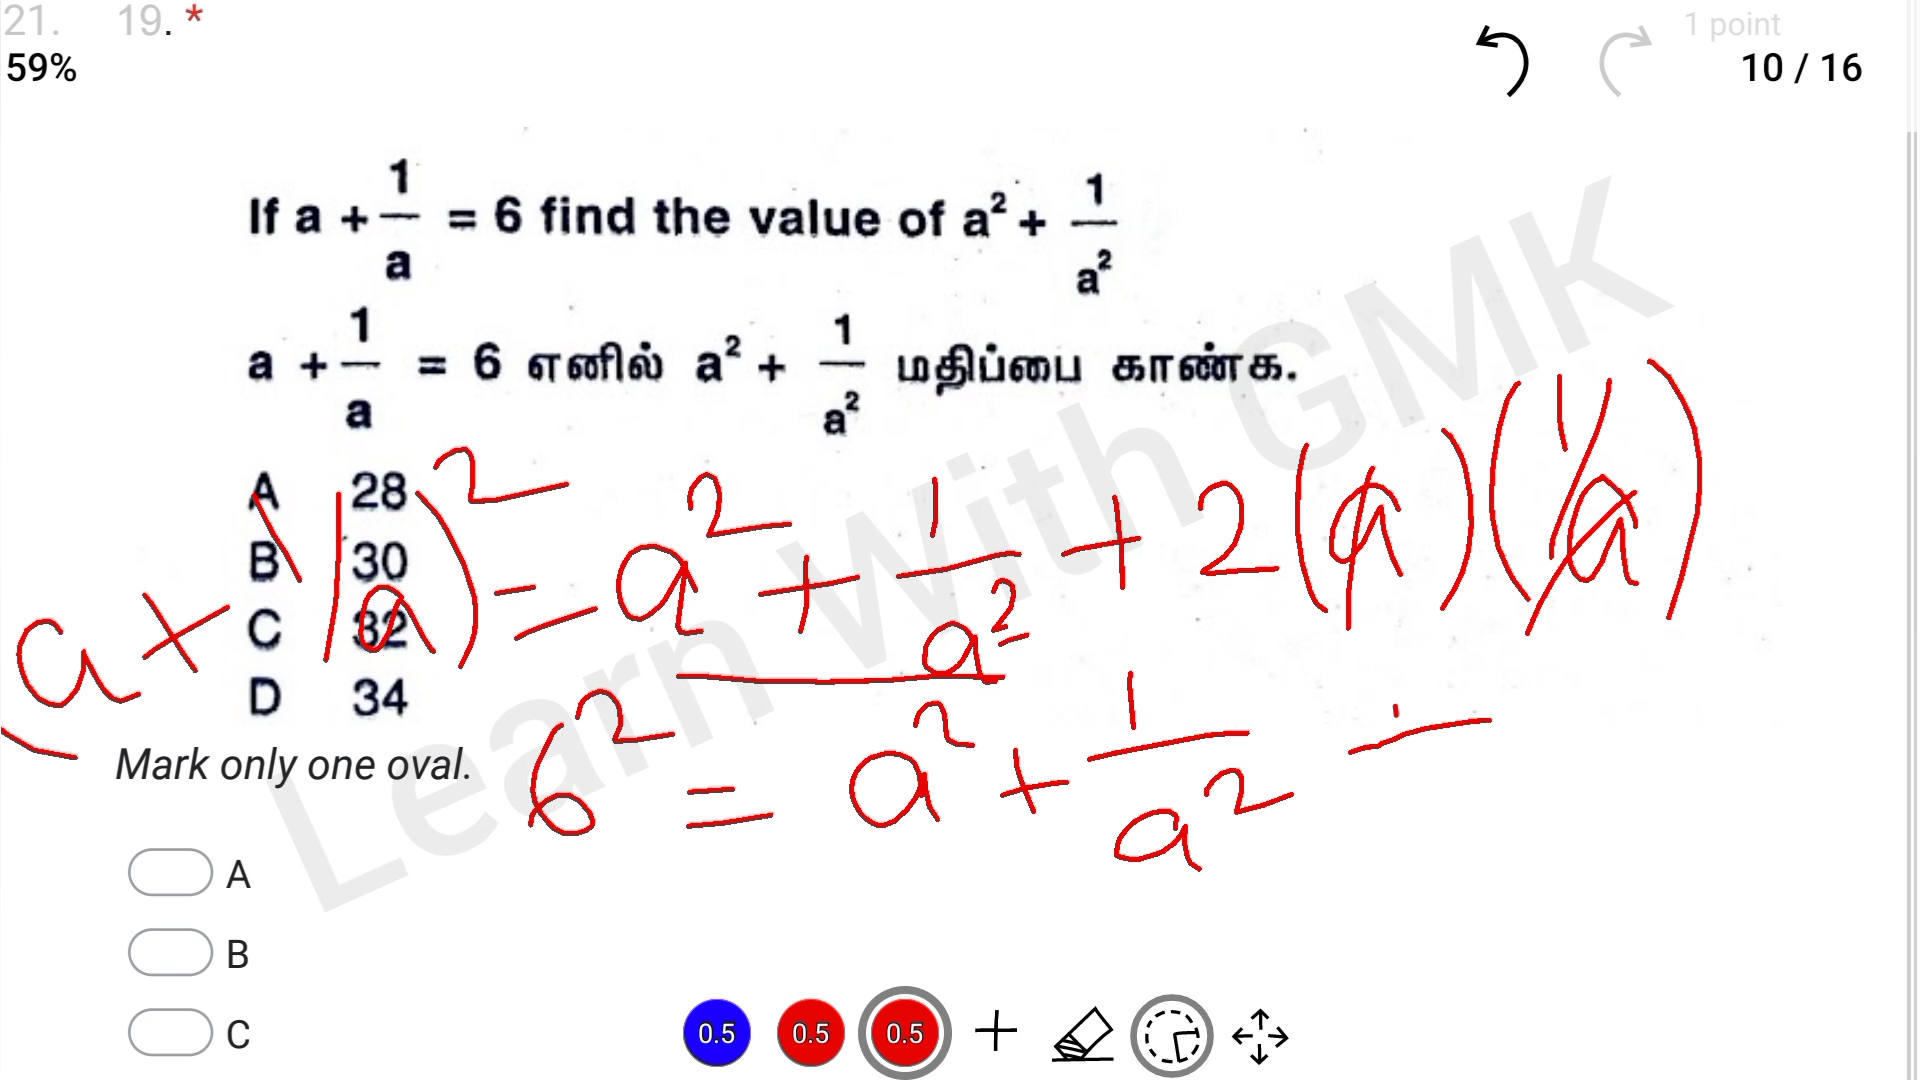 21. 19. *
1 point
59%
10 / 16
If a + 1/a = 6 find the value of a² + 1/a²
a + 1/a = 6 எனில் a² + 1/a² மதிப்பை காண்க.
A 28
B 30
C 32
D 34
(a + 1/a)² = a² + 1/a² + 2(a)(1/a)
6² = a² + 1/a²
Mark only one oval.
A
B
C
0.5 0.5 0.5
Learn With GMK